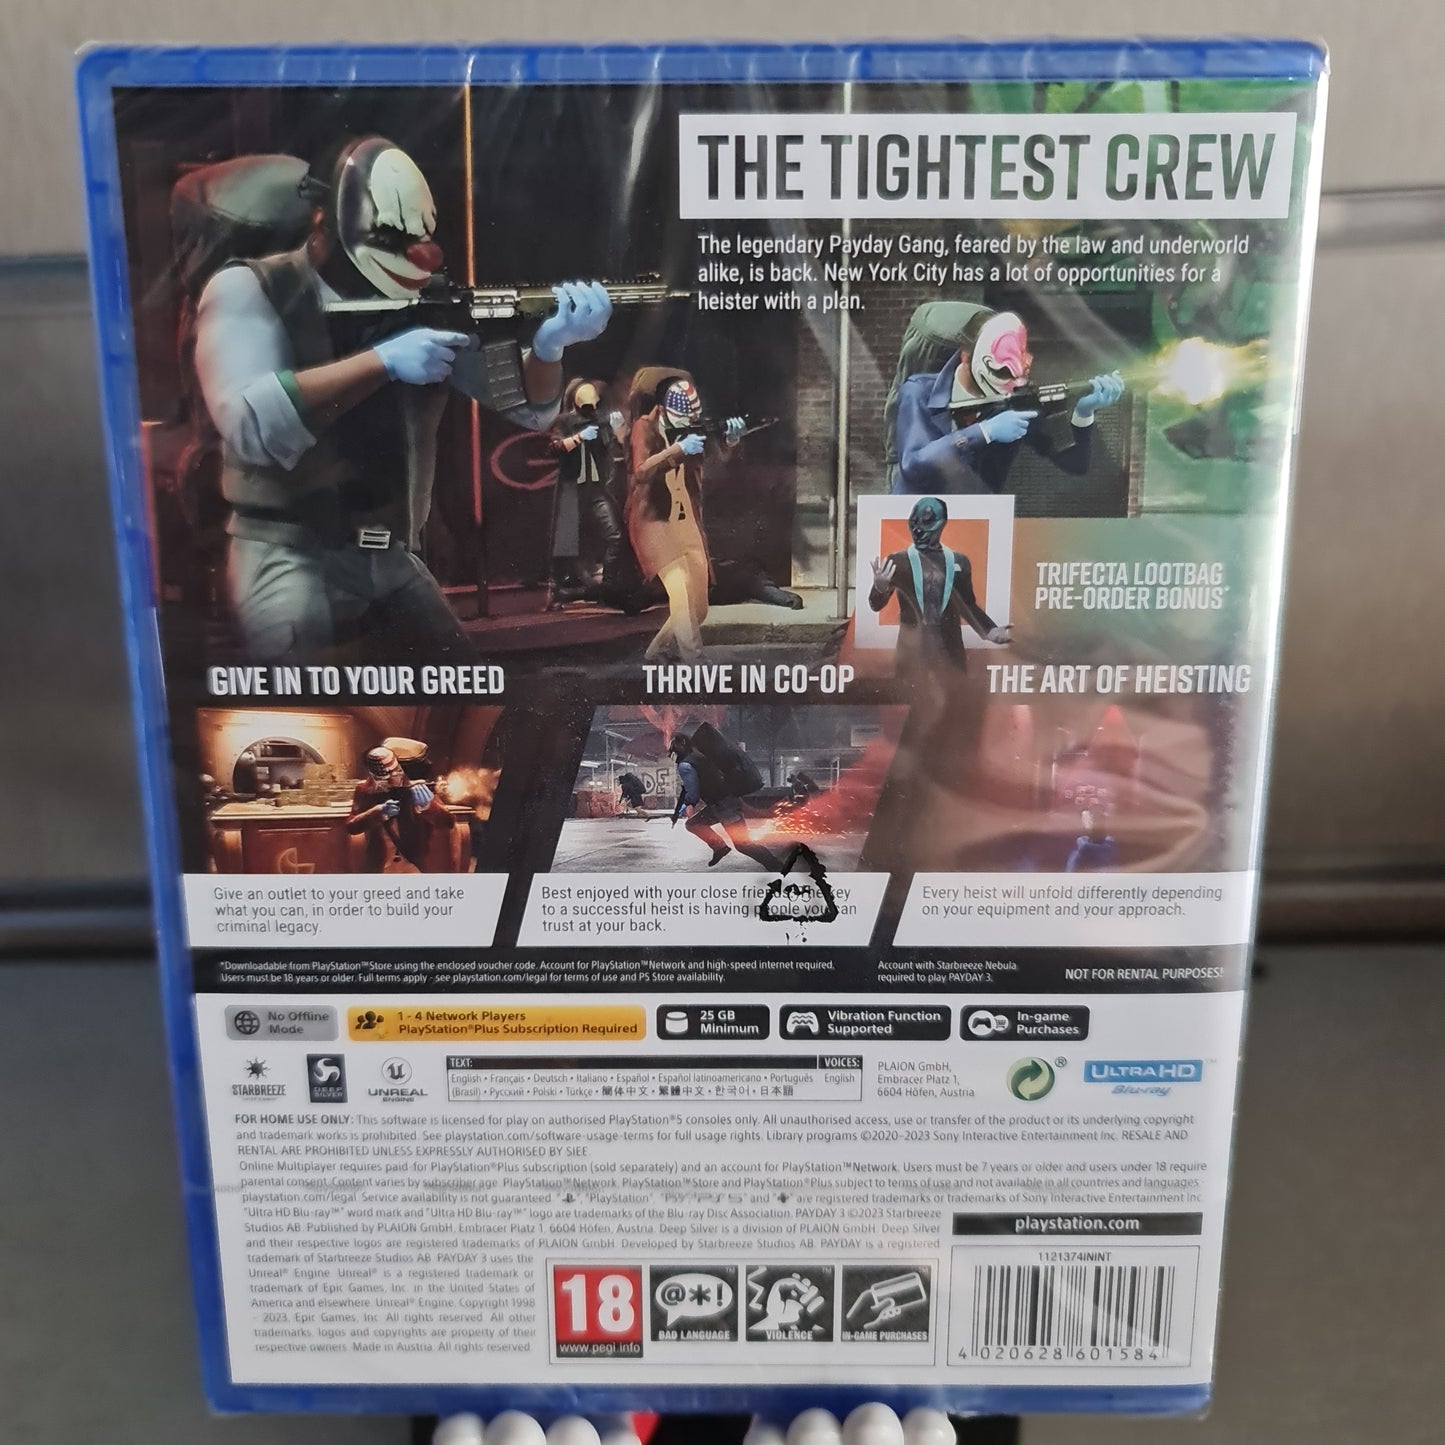 THE TIGHTEST CREW
The legendary Payday Gang, feared by the law and underworld
alike, is back. New York City has a lot of opportunities for a
heister with a plan.
TRIFECTA LOOTBAG
PRE-ORDER BONUS*
GIVE IN TO YOUR GREED
THRIVE IN CO-OP
THE ART OF HEISTING
Give an outlet to your greed and take
what you can, in order to build your
criminal legacy.
Best enjoyed with your close friends. The key
to a successful heist is having people you can
trust at your back.
Every heist will unfold differently depending
on your equipment and your approach.
*Downloadable from PlayStation™Store using the enclosed voucher code. Account for PlayStation™Network and high-speed internet required.
Users must be 18 years or older. Full terms apply - see playstation.com/legal for terms of use and PS Store availability.
Account with Starbreeze Nebula
required to play PAYDAY 3.
NOT FOR RENTAL PURPOSES!
No Offline
Mode
1 - 4 Network Players
PlayStation®Plus Subscription Required
25 GB
Minimum
Vibration Function
Supported
In-game
Purchases
STARBREEZE
DEEP
SILVER
UNREAL
ENGINE
TEXT:
VOICES:
English • Français • Deutsch • Italiano • Español • Español latinoamericano • Português
(Brasil) • Русский • Polski • Türkçe • 简体中文 • 繁體中文 • 한국어 • 日本語
English
PLAION GmbH,
Embracer Platz 1,
6604 Höfen, Austria
®
ULTRA HD
Blu-ray™
FOR HOME USE ONLY: This software is licensed for play on authorised PlayStation®5 consoles only. All unauthorised access, use or transfer of the product or its underlying copyright
and trademark works is prohibited. See playstation.com/software-usage-terms for full usage rights. Library programs ©2020-2023 Sony Interactive Entertainment Inc. RESALE AND
RENTAL ARE PROHIBITED UNLESS EXPRESSLY AUTHORISED BY SIEE.
Online Multiplayer requires paid-for PlayStation®Plus subscription (sold separately) and an account for PlayStation™Network. Users must be 7 years or older and users under 18 require
parental consent. Content varies by subscriber age. PlayStation™Network, PlayStation™Store and PlayStation®Plus subject to terms of use and not available in all countries and languages:
playstation.com/legal. Service availability is not guaranteed. "PlayStation", and are registered trademarks or trademarks of Sony Interactive Entertainment Inc.
"Ultra HD Blu-ray™" word mark and "Ultra HD Blu-ray™" logo are trademarks of the Blu-ray Disc Association. PAYDAY 3 ©2023 Starbreeze
Studios AB. Published by PLAION GmbH, Embracer Platz 1, 6604 Höfen, Austria. Deep Silver is a division of PLAION GmbH. Deep Silver
and their respective logos are registered trademarks of PLAION GmbH. Developed by Starbreeze Studios AB. PAYDAY is a registered
trademark of Starbreeze Studios AB. PAYDAY 3 uses the
Unreal® Engine. Unreal® is a registered trademark or
trademark of Epic Games, Inc. in the United States of
America and elsewhere. Unreal® Engine, Copyright 1998
- 2023, Epic Games, Inc. All rights reserved. All other
trademarks, logos and copyrights are property of their
respective owners. Made in Austria. All rights reserved.
playstation.com
18
www.pegi.info
@*!
BAD LANGUAGE
VIOLENCE
IN-GAME PURCHASES
1121374ININT
4 020628 601584